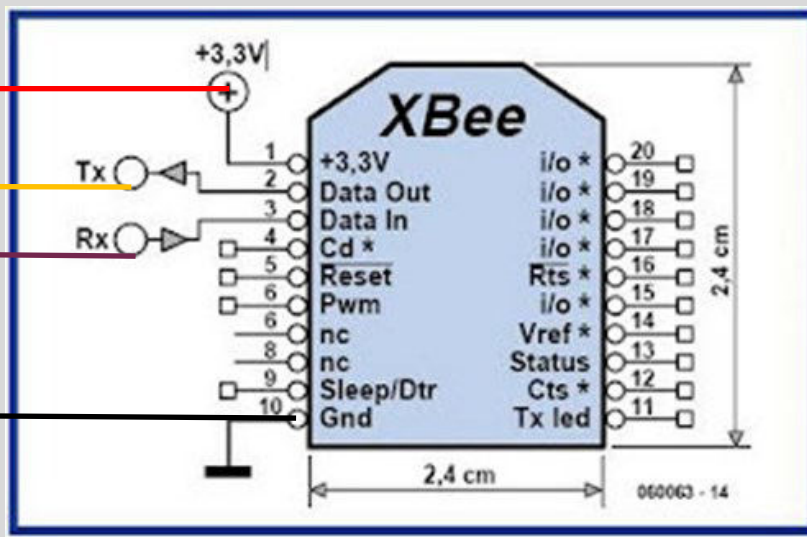 +3,3V
+
XBee
Tx
Rx
1 +3,3V i/o * 20
2 Data Out i/o * 19
3 Data In i/o * 18
4 Cd * i/o * 17
5 Reset Rts * 16
6 Pwm i/o * 15
6 nc Vref * 14
8 nc Status 13
9 Sleep/Dtr Cts * 12
10 Gnd Tx led 11
2,4 cm
2,4 cm
060063 - 14